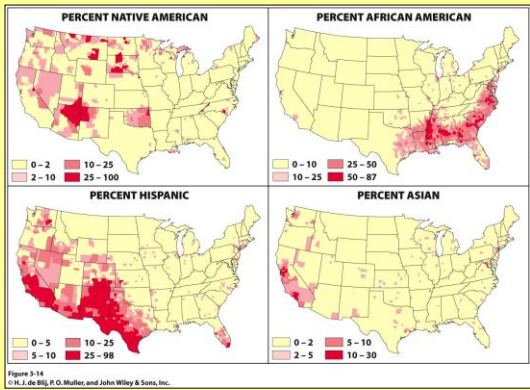 PERCENT NATIVE AMERICAN
0 – 2
10 – 25
2 – 10
25 – 100
PERCENT AFRICAN AMERICAN
0 – 10
25 – 50
10 – 25
50 – 87
PERCENT HISPANIC
0 – 5
10 – 25
5 – 10
25 – 98
PERCENT ASIAN
0 – 2
5 – 10
2 – 5
10 – 30
Figure 3-14
© H. J. de Blij, P. O. Muller, and John Wiley & Sons, Inc.